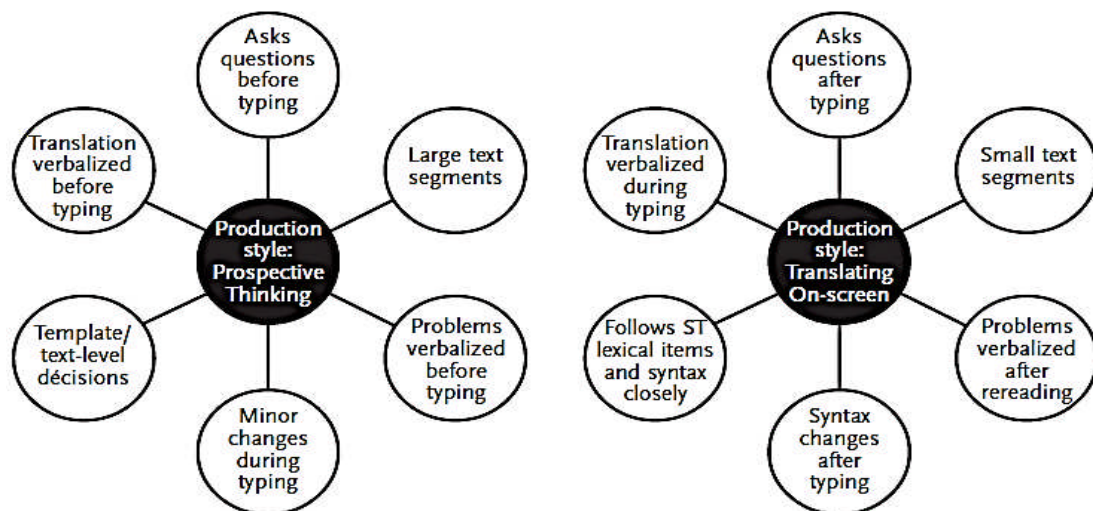 Asks
questions
before
typing
Translation
verbalized
before
typing
Large text
segments
Production
style:
Prospective
Thinking
Template/
text-level
décisions
Problems
verbalized
before
typing
Minor
changes
during
typing
Asks
questions
after
typing
Translation
verbalized
during
typing
Small text
segments
Production
style:
Translating
On-screen
Follows ST
lexical items
and syntax
closely
Problems
verbalized
after
rereading
Syntax
changes
after
typing